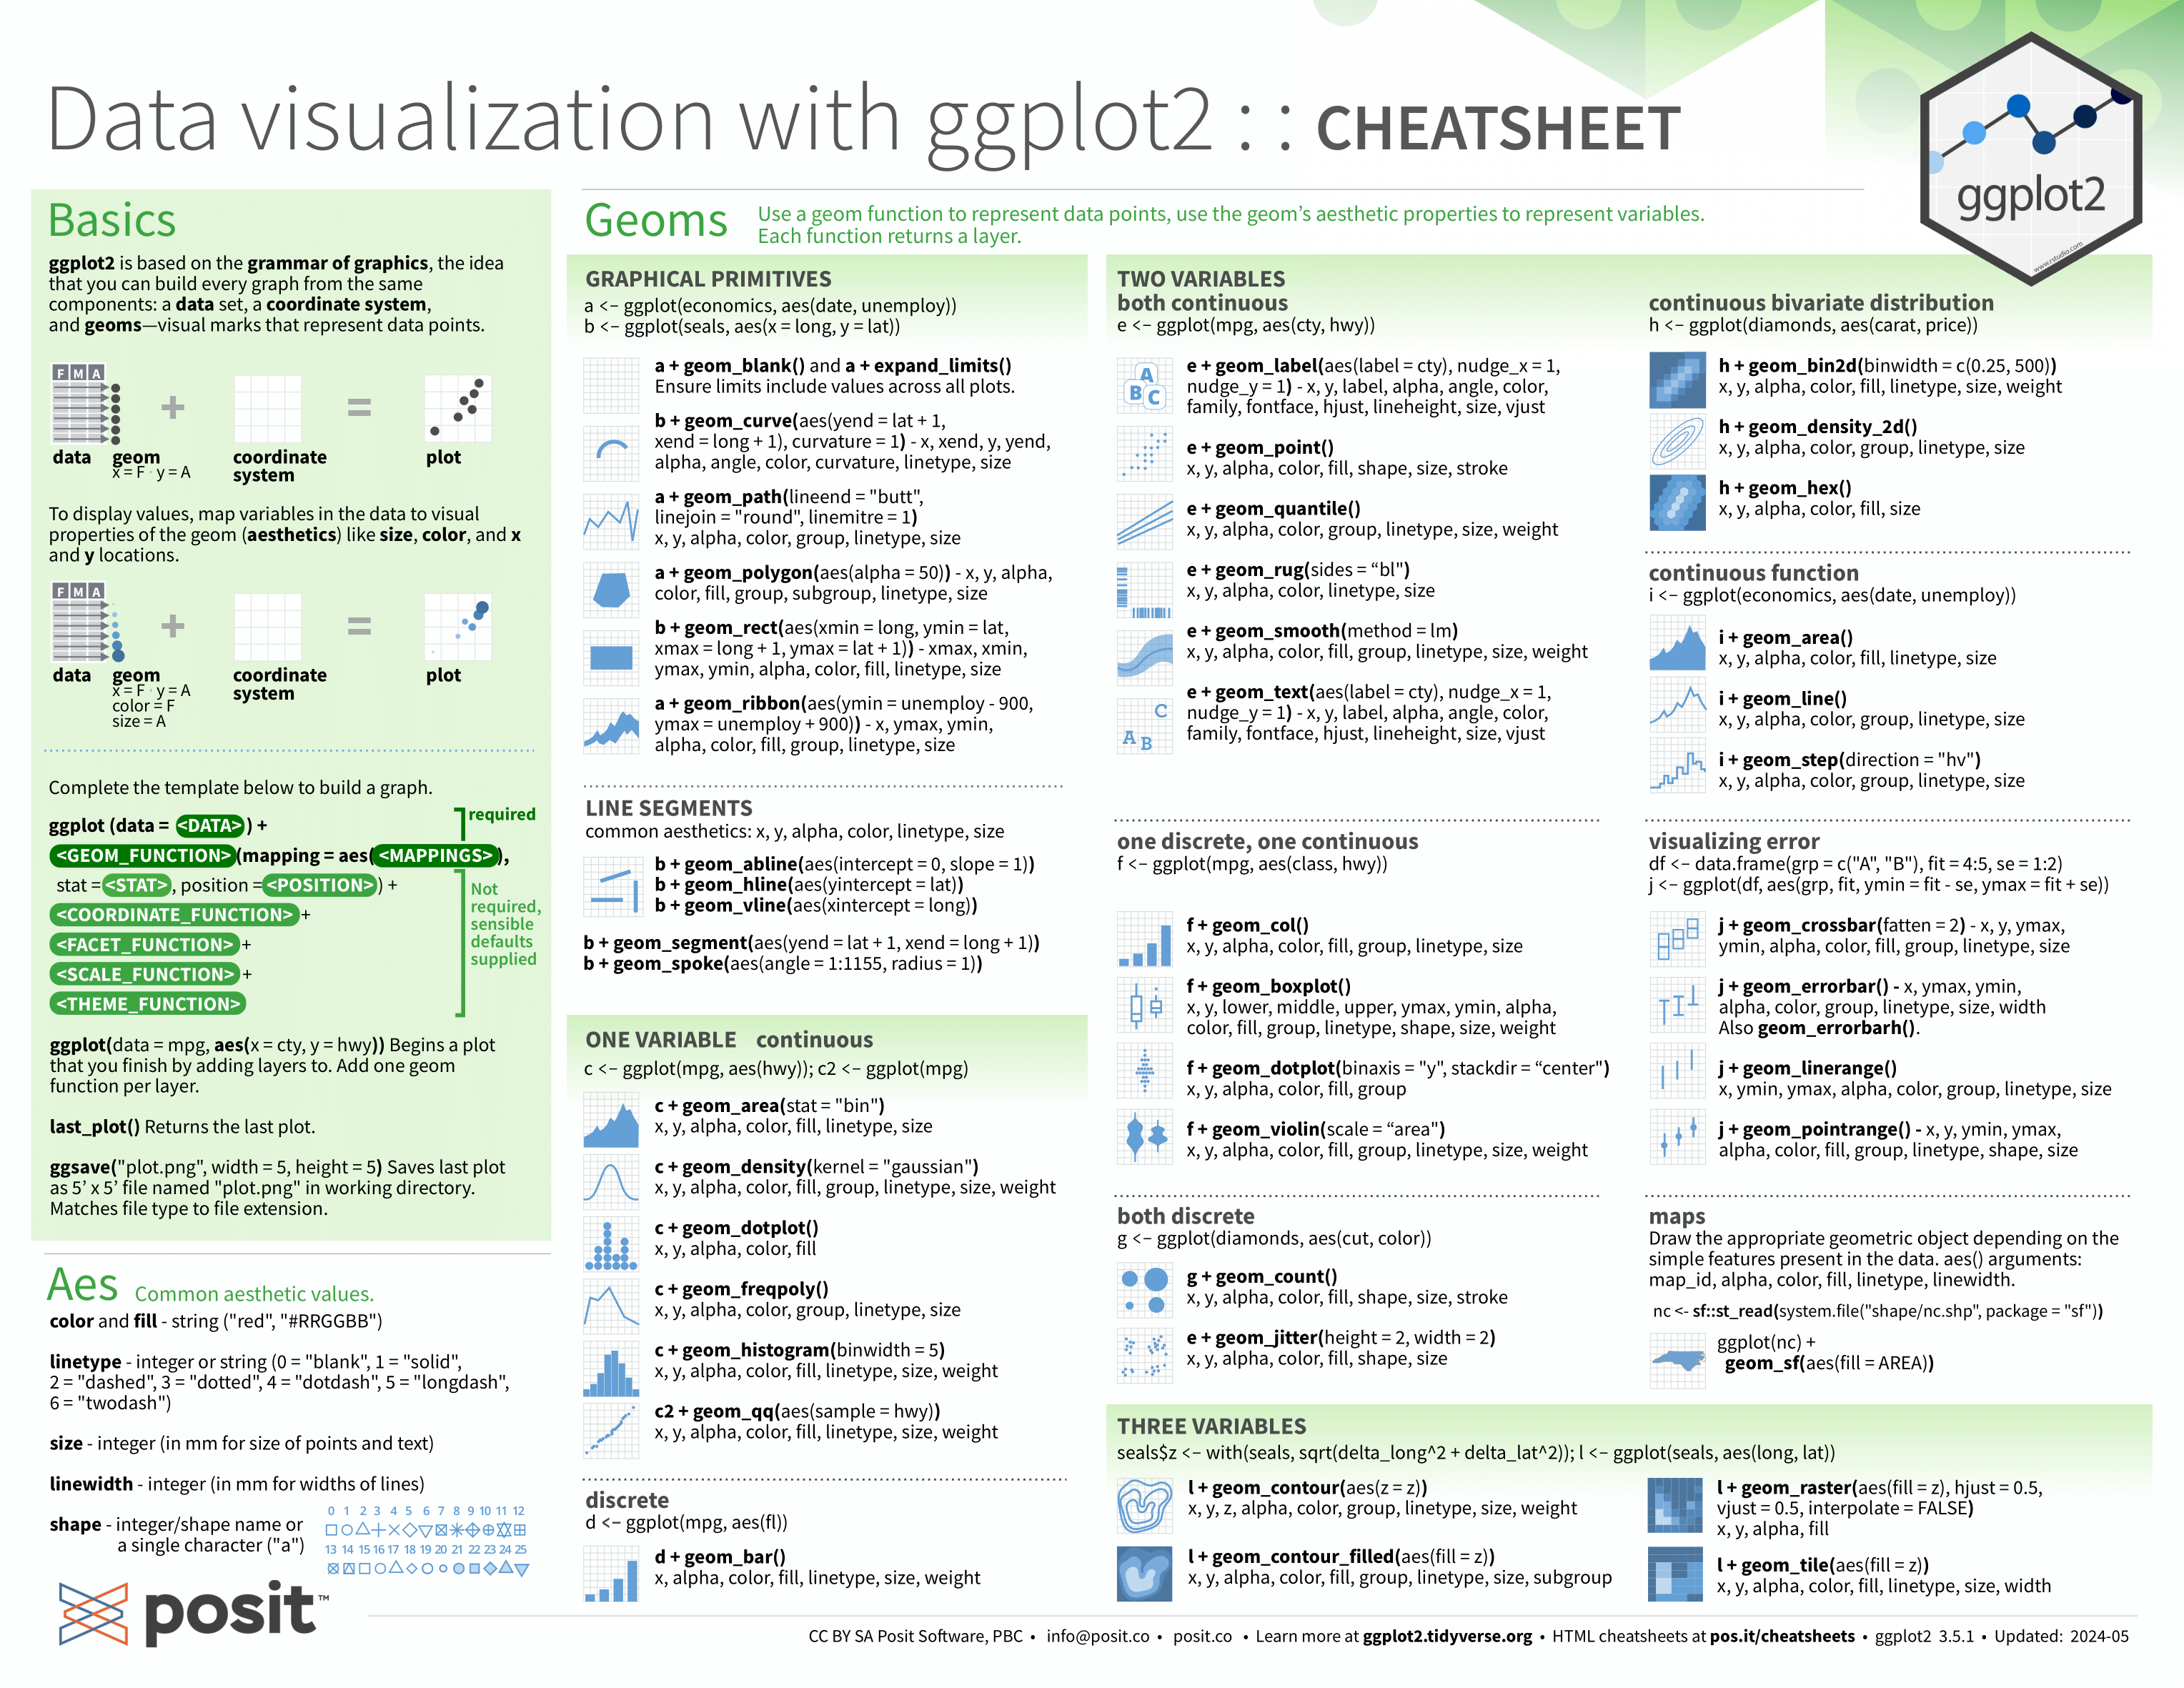 Data visualization with ggplot2 : : CHEATSHEET
ggplot2
www.rstudio.com
Basics
ggplot2 is based on the grammar of graphics, the idea
that you can build every graph from the same
components: a data set, a coordinate system,
and geoms—visual marks that represent data points.
F M A
+ =
data geom coordinate plot
x = F · y = A system
To display values, map variables in the data to visual
properties of the geom (aesthetics) like size, color, and x
and y locations.
F M A
+ =
data geom coordinate plot
x = F · y = A system
color = F
size = A
Complete the template below to build a graph.
required
ggplot (data = <DATA> ) +
<GEOM_FUNCTION>(mapping = aes( <MAPPINGS> ),
stat = <STAT> , position = <POSITION> ) +
<COORDINATE_FUNCTION> +
<FACET_FUNCTION> +
<SCALE_FUNCTION> +
<THEME_FUNCTION>
Not
required,
sensible
defaults
supplied
ggplot(data = mpg, aes(x = cty, y = hwy)) Begins a plot
that you finish by adding layers to. Add one geom
function per layer.
last_plot() Returns the last plot.
ggsave("plot.png", width = 5, height = 5) Saves last plot
as 5’ x 5’ file named "plot.png" in working directory.
Matches file type to file extension.
Aes Common aesthetic values.
color and fill - string ("red", "#RRGGBB")
linetype - integer or string (0 = "blank", 1 = "solid",
2 = "dashed", 3 = "dotted", 4 = "dotdash", 5 = "longdash",
6 = "twodash")
size - integer (in mm for size of points and text)
linewidth - integer (in mm for widths of lines)
shape - integer/shape name or
a single character ("a")
0 1 2 3 4 5 6 7 8 9 10 11 12
13 14 15 16 17 18 19 20 21 22 23 24 25
posit™
Geoms
Use a geom function to represent data points, use the geom’s aesthetic properties to represent variables.
Each function returns a layer.
GRAPHICAL PRIMITIVES
a <- ggplot(economics, aes(date, unemploy))
b <- ggplot(seals, aes(x = long, y = lat))
a + geom_blank() and a + expand_limits()
Ensure limits include values across all plots.
b + geom_curve(aes(yend = lat + 1,
xend = long + 1), curvature = 1) - x, xend, y, yend,
alpha, angle, color, curvature, linetype, size
a + geom_path(lineend = "butt",
linejoin = "round", linemitre = 1)
x, y, alpha, color, group, linetype, size
a + geom_polygon(aes(alpha = 50)) - x, y, alpha,
color, fill, group, subgroup, linetype, size
b + geom_rect(aes(xmin = long, ymin = lat,
xmax = long + 1, ymax = lat + 1)) - xmax, xmin,
ymax, ymin, alpha, color, fill, linetype, size
a + geom_ribbon(aes(ymin = unemploy - 900,
ymax = unemploy + 900)) - x, ymax, ymin,
alpha, color, fill, group, linetype, size
LINE SEGMENTS
common aesthetics: x, y, alpha, color, linetype, size
b + geom_abline(aes(intercept = 0, slope = 1))
b + geom_hline(aes(yintercept = lat))
b + geom_vline(aes(xintercept = long))
b + geom_segment(aes(yend = lat + 1, xend = long + 1))
b + geom_spoke(aes(angle = 1:1155, radius = 1))
ONE VARIABLE continuous
c <- ggplot(mpg, aes(hwy)); c2 <- ggplot(mpg)
c + geom_area(stat = "bin")
x, y, alpha, color, fill, linetype, size
c + geom_density(kernel = "gaussian")
x, y, alpha, color, fill, group, linetype, size, weight
c + geom_dotplot()
x, y, alpha, color, fill
c + geom_freqpoly()
x, y, alpha, color, group, linetype, size
c + geom_histogram(binwidth = 5)
x, y, alpha, color, fill, linetype, size, weight
c2 + geom_qq(aes(sample = hwy))
x, y, alpha, color, fill, linetype, size, weight
discrete
d <- ggplot(mpg, aes(fl))
d + geom_bar()
x, alpha, color, fill, linetype, size, weight
TWO VARIABLES
both continuous
e <- ggplot(mpg, aes(cty, hwy))
A
B C
e + geom_label(aes(label = cty), nudge_x = 1,
nudge_y = 1) - x, y, label, alpha, angle, color,
family, fontface, hjust, lineheight, size, vjust
e + geom_point()
x, y, alpha, color, fill, shape, size, stroke
e + geom_quantile()
x, y, alpha, color, group, linetype, size, weight
e + geom_rug(sides = “bl")
x, y, alpha, color, linetype, size
e + geom_smooth(method = lm)
x, y, alpha, color, fill, group, linetype, size, weight
C
A B
e + geom_text(aes(label = cty), nudge_x = 1,
nudge_y = 1) - x, y, label, alpha, angle, color,
family, fontface, hjust, lineheight, size, vjust
one discrete, one continuous
f <- ggplot(mpg, aes(class, hwy))
f + geom_col()
x, y, alpha, color, fill, group, linetype, size
f + geom_boxplot()
x, y, lower, middle, upper, ymax, ymin, alpha,
color, fill, group, linetype, shape, size, weight
f + geom_dotplot(binaxis = "y", stackdir = “center")
x, y, alpha, color, fill, group
f + geom_violin(scale = “area")
x, y, alpha, color, fill, group, linetype, size, weight
both discrete
g <- ggplot(diamonds, aes(cut, color))
g + geom_count()
x, y, alpha, color, fill, shape, size, stroke
e + geom_jitter(height = 2, width = 2)
x, y, alpha, color, fill, shape, size
continuous bivariate distribution
h <- ggplot(diamonds, aes(carat, price))
h + geom_bin2d(binwidth = c(0.25, 500))
x, y, alpha, color, fill, linetype, size, weight
h + geom_density_2d()
x, y, alpha, color, group, linetype, size
h + geom_hex()
x, y, alpha, color, fill, size
continuous function
i <- ggplot(economics, aes(date, unemploy))
i + geom_area()
x, y, alpha, color, fill, linetype, size
i + geom_line()
x, y, alpha, color, group, linetype, size
i + geom_step(direction = "hv")
x, y, alpha, color, group, linetype, size
visualizing error
df <- data.frame(grp = c("A", "B"), fit = 4:5, se = 1:2)
j <- ggplot(df, aes(grp, fit, ymin = fit - se, ymax = fit + se))
j + geom_crossbar(fatten = 2) - x, y, ymax,
ymin, alpha, color, fill, group, linetype, size
j + geom_errorbar() - x, ymax, ymin,
alpha, color, group, linetype, size, width
Also geom_errorbarh().
j + geom_linerange()
x, ymin, ymax, alpha, color, group, linetype, size
j + geom_pointrange() - x, y, ymin, ymax,
alpha, color, fill, group, linetype, shape, size
maps
Draw the appropriate geometric object depending on the
simple features present in the data. aes() arguments:
map_id, alpha, color, fill, linetype, linewidth.
nc <- sf::st_read(system.file("shape/nc.shp", package = "sf"))
ggplot(nc) +
geom_sf(aes(fill = AREA))
THREE VARIABLES
seals$z <- with(seals, sqrt(delta_long^2 + delta_lat^2)); l <- ggplot(seals, aes(long, lat))
l + geom_contour(aes(z = z))
x, y, z, alpha, color, group, linetype, size, weight
l + geom_contour_filled(aes(fill = z))
x, y, alpha, color, fill, group, linetype, size, subgroup
l + geom_raster(aes(fill = z), hjust = 0.5,
vjust = 0.5, interpolate = FALSE)
x, y, alpha, fill
l + geom_tile(aes(fill = z))
x, y, alpha, color, fill, linetype, size, width
CC BY SA Posit Software, PBC • info@posit.co • posit.co • Learn more at ggplot2.tidyverse.org • HTML cheatsheets at pos.it/cheatsheets • ggplot2 3.5.1 • Updated: 2024-05